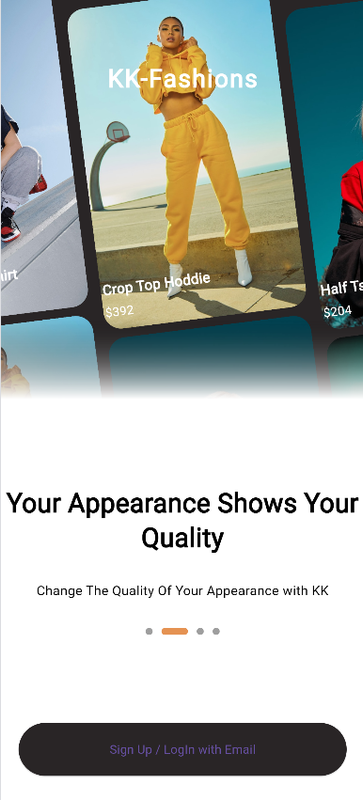 KK-Fashions
Crop Top Hoddie
$392
Half Ts
$204
Your Appearance Shows Your
Quality
Change The Quality Of Your Appearance with KK
Sign Up / LogIn with Email